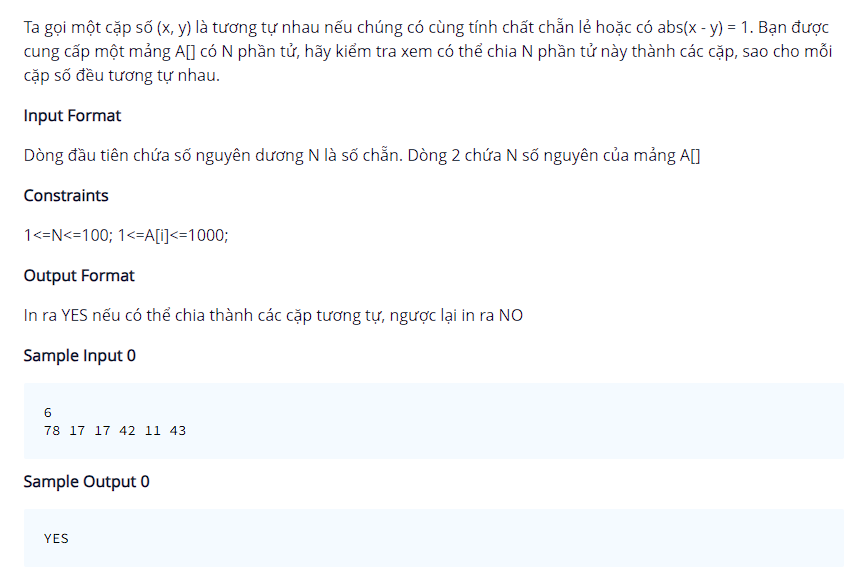 Ta gọi một cặp số (x, y) là tương tự nhau nếu chúng có cùng tính chất chẵn lẻ hoặc có abs(x - y) = 1. Bạn được
cung cấp một mảng A[] có N phần tử, hãy kiểm tra xem có thể chia N phần tử này thành các cặp, sao cho mỗi
cặp số đều tương tự nhau.
Input Format
Dòng đầu tiên chứa số nguyên dương N là số chẵn. Dòng 2 chứa N số nguyên của mảng A[]
Constraints
1<=N<=100; 1<=A[i]<=1000;
Output Format
In ra YES nếu có thể chia thành các cặp tương tự, ngược lại in ra NO
Sample Input 0
6
78 17 17 42 11 43
Sample Output 0
YES